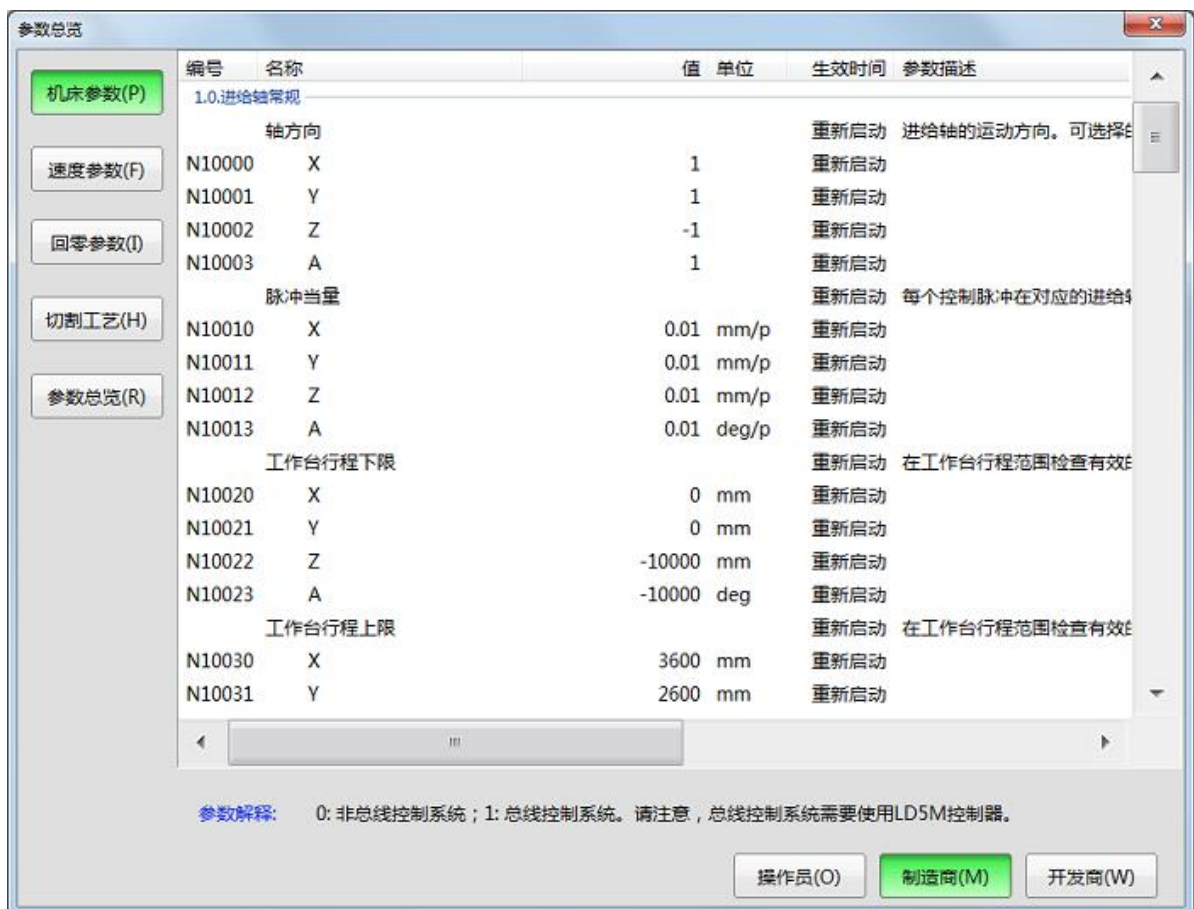 参数总览
机床参数(P)
速度参数(F)
回零参数(I)
切割工艺(H)
参数总览(R)
编号 名称 值 单位 生效时间 参数描述
1.0.进给轴常规
轴方向 重新启动 进给轴的运动方向。可选择
N10000 X 1 重新启动
N10001 Y 1 重新启动
N10002 Z -1 重新启动
N10003 A 1 重新启动
脉冲当量 重新启动 每个控制脉冲在对应的进给
N10010 X 0.01 mm/p 重新启动
N10011 Y 0.01 mm/p 重新启动
N10012 Z 0.01 mm/p 重新启动
N10013 A 0.01 deg/p 重新启动
工作台行程下限 重新启动 在工作台行程范围检查有效
N10020 X 0 mm 重新启动
N10021 Y 0 mm 重新启动
N10022 Z -10000 mm 重新启动
N10023 A -10000 deg 重新启动
工作台行程上限 重新启动 在工作台行程范围检查有效
N10030 X 3600 mm 重新启动
N10031 Y 2600 mm 重新启动
参数解释: 0: 非总线控制系统；1: 总线控制系统。请注意，总线控制系统需要使用LD5M控制器。
操作员(O) 制造商(M) 开发商(W)